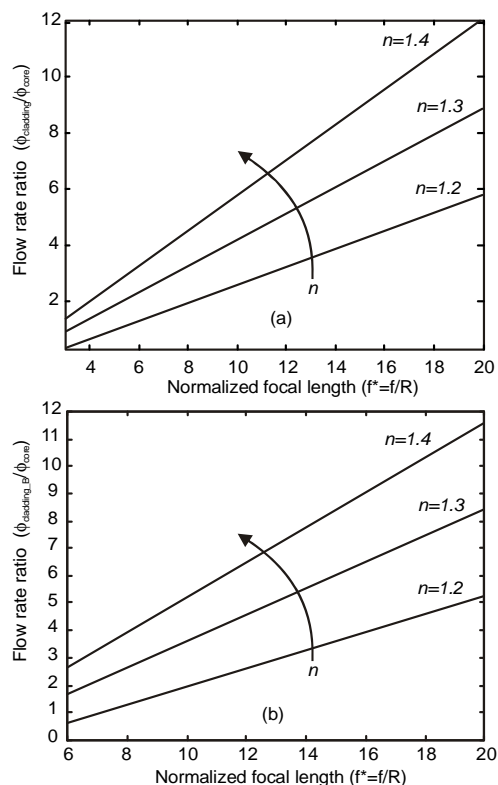 12
10
8
6
4
2
Flow rate ratio (ϕcladding/ϕcore)
n=1.4
n=1.3
n=1.2
n
(a)
4 6 8 10 12 14 16 18 20
Normalized focal length (f*=f/R)
12
11
10
9
8
7
6
5
4
3
2
1
0
Flow rate ratio (ϕcladding_B/ϕcore)
n=1.4
n=1.3
n=1.2
n
(b)
6 8 10 12 14 16 18 20
Normalized focal length (f*=f/R)